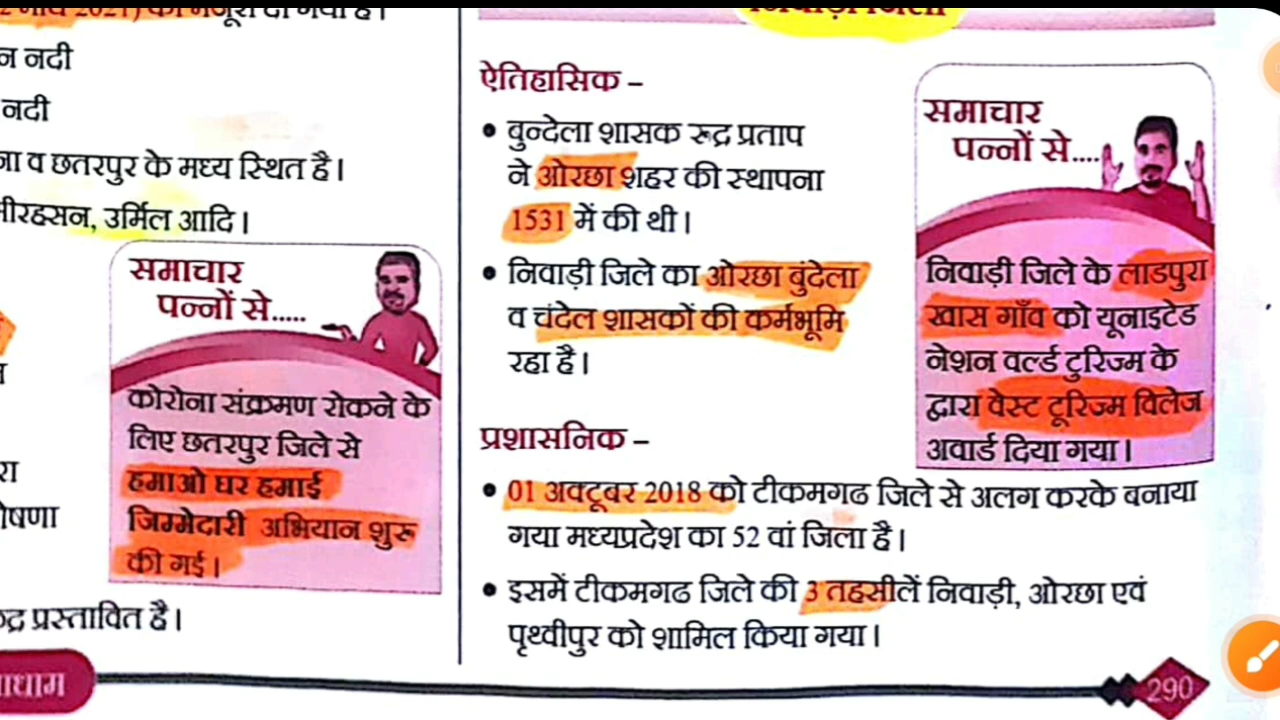 न नदी
नदी
ना व छतरपुर के मध्य स्थित है।
मीरहसन, उर्मिल आदि।
समाचार
पन्नों से.....
कोरोना संक्रमण रोकने के
लिए छतरपुर जिले से
हमाओ घर हमाई
जिम्मेदारी अभियान शुरू
की गई।
प्रस्तावित है।
निवाड़ी जिला
ऐतिहासिक –
• बुन्देला शासक रूद्र प्रताप
ने ओरछा शहर की स्थापना
1531 में की थी।
• निवाड़ी जिले का ओरछा बुंदेला
व चंदेल शासकों की कर्मभूमि
रहा है।
समाचार
पन्नों से....
निवाड़ी जिले के लाडपुरा
खास गाँव को यूनाइटेड
नेशन वर्ल्ड टुरिज्म के
द्वारा वेस्ट टूरिज्म विलेज
अवार्ड दिया गया।
प्रशासनिक –
• 01 अक्टूबर 2018 को टीकमगढ जिले से अलग करके बनाया
गया मध्यप्रदेश का 52 वां जिला है।
• इसमें टीकमगढ जिले की 3 तहसीलें निवाड़ी, ओरछा एवं
पृथ्वीपुर को शामिल किया गया।
290